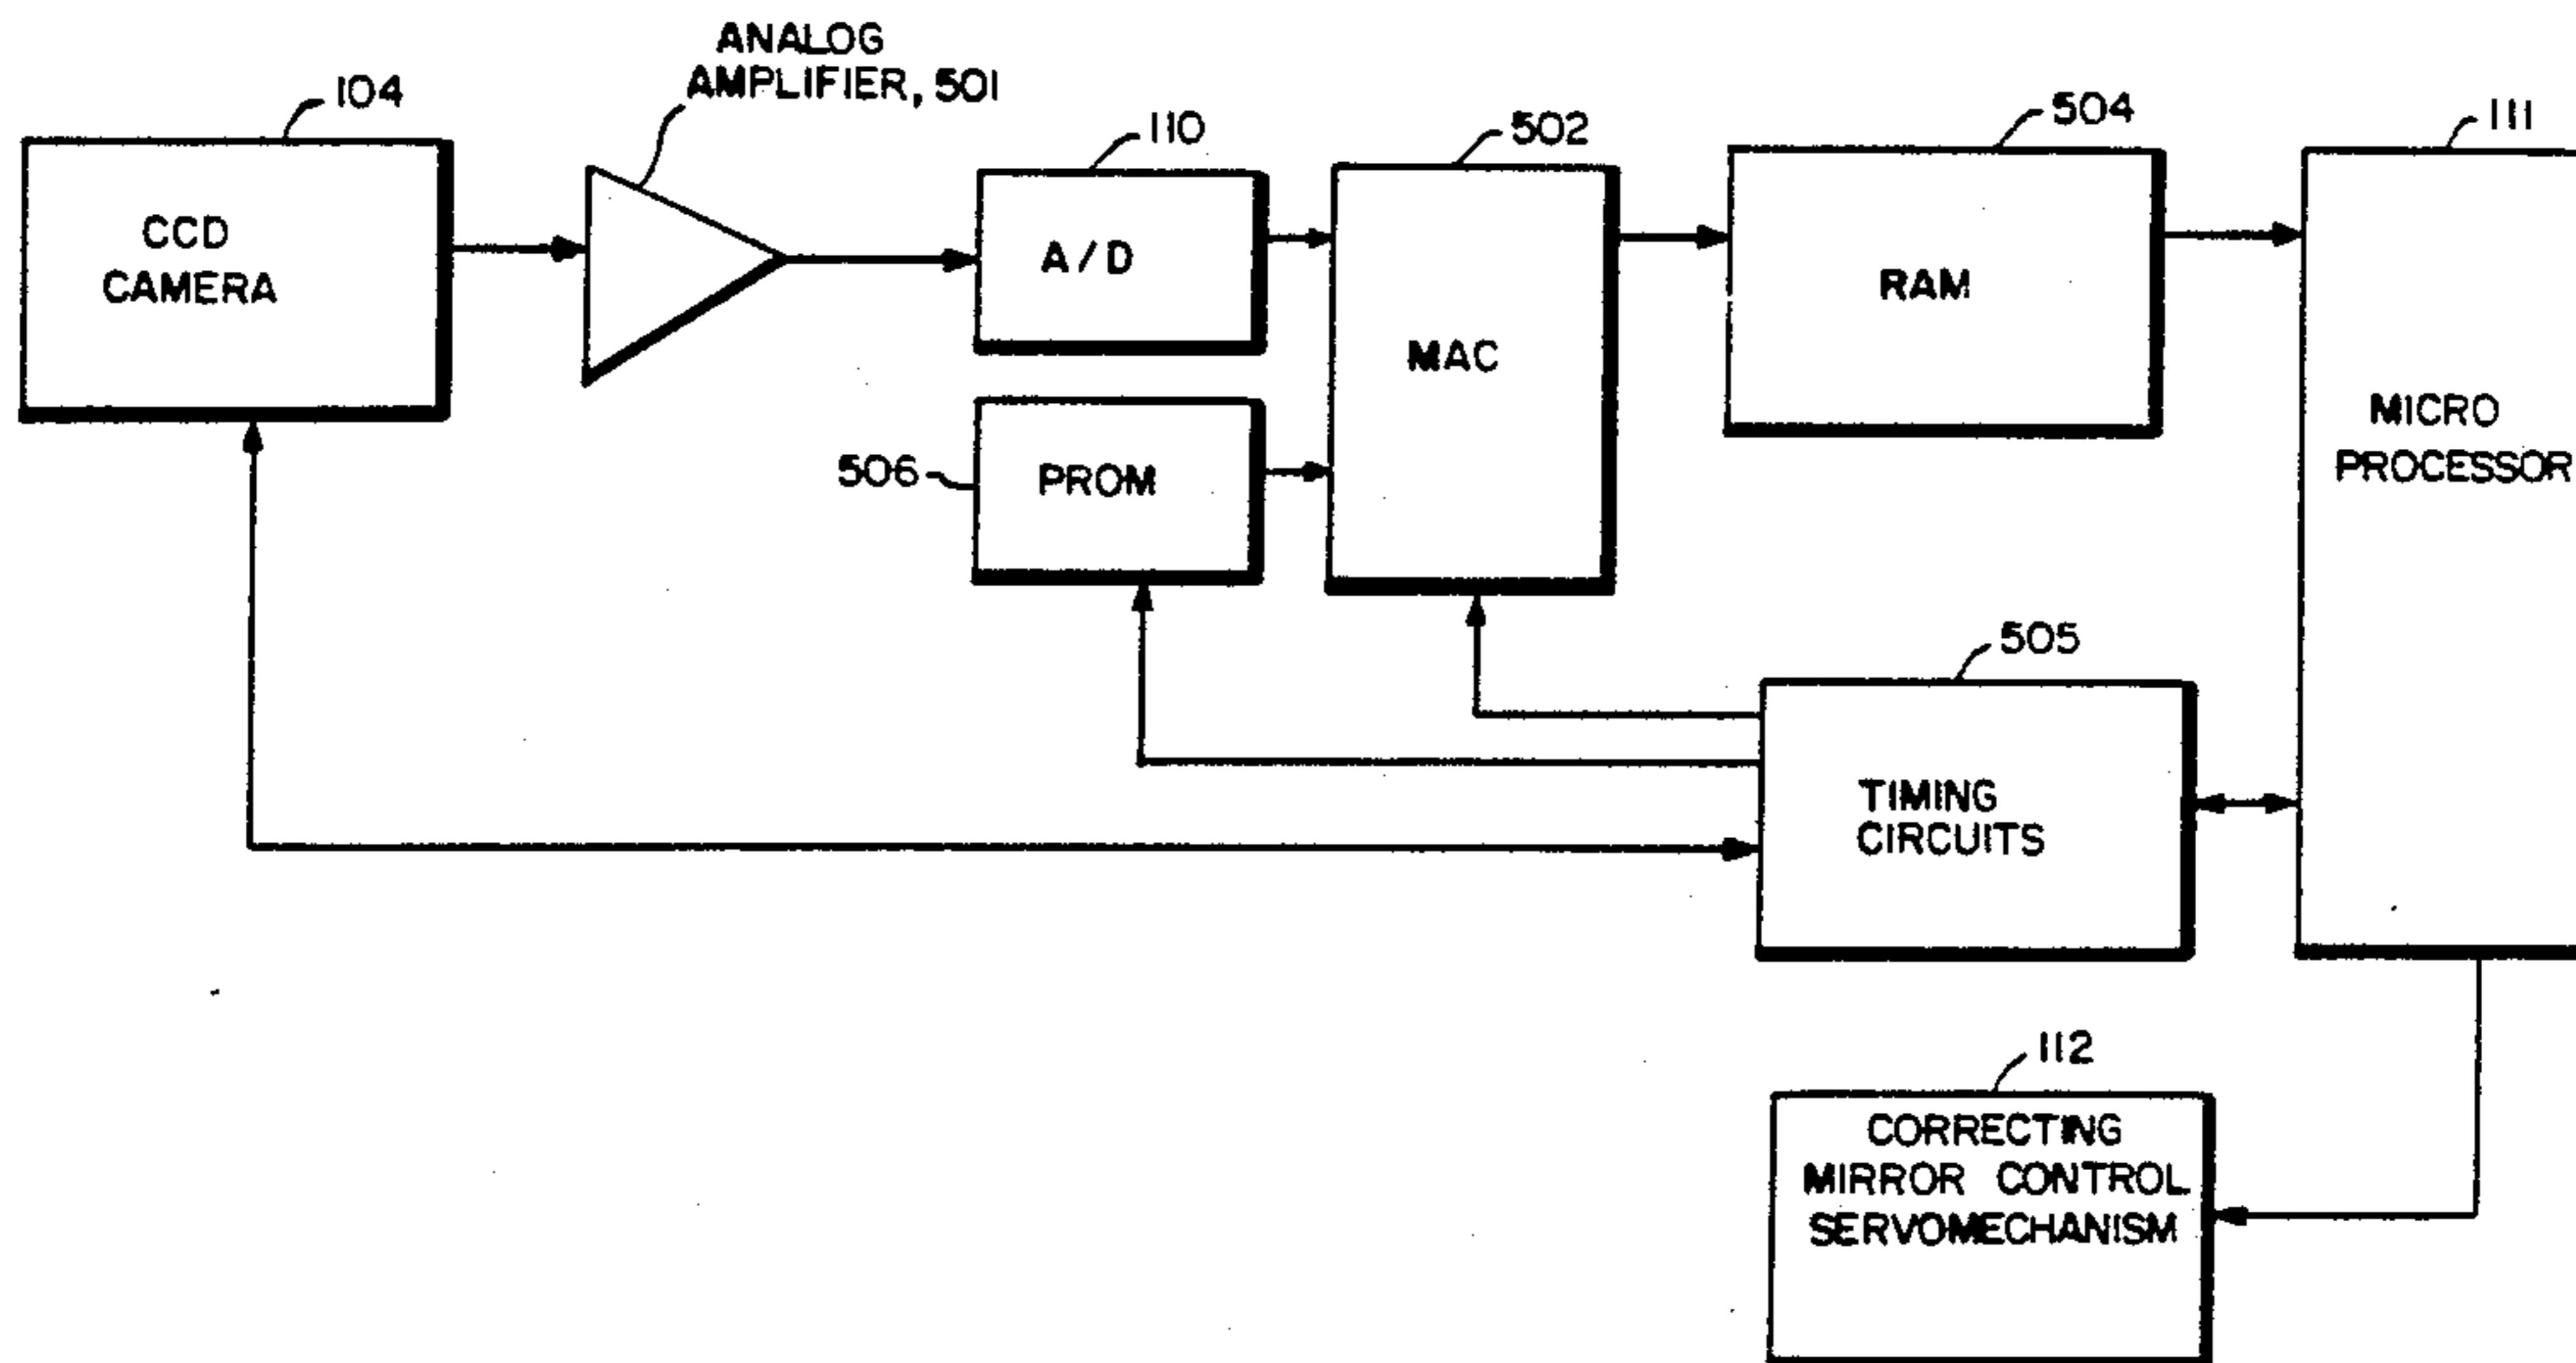 ANALOG
AMPLIFIER, 501
104
110
502
504
111
CCD
CAMERA
A/D
MAC
RAM
MICRO
PROCESSOR
506
PROM
505
TIMING
CIRCUITS
112
CORRECTING
MIRROR CONTROL
SERVOMECHANISM